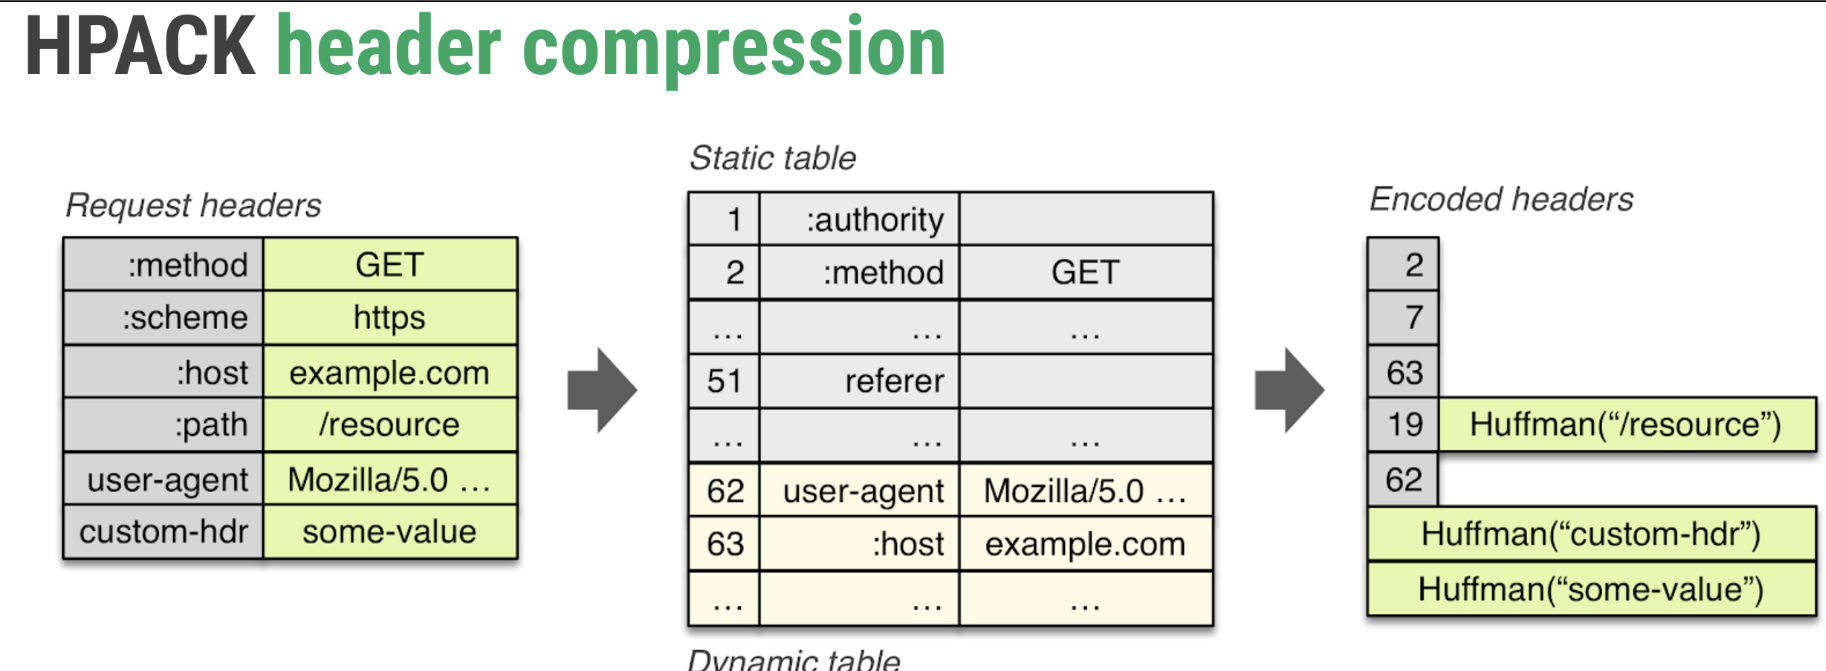 HPACK header compression
Request headers
:method GET
:scheme https
:host example.com
:path /resource
user-agent Mozilla/5.0 …
custom-hdr some-value
Static table
1 :authority
2 :method GET
… … …
51 referer
… … …
62 user-agent Mozilla/5.0 …
63 :host example.com
… … …
Dynamic table
Encoded headers
2
7
63
19 Huffman(“/resource”)
62
Huffman(“custom-hdr”)
Huffman(“some-value”)